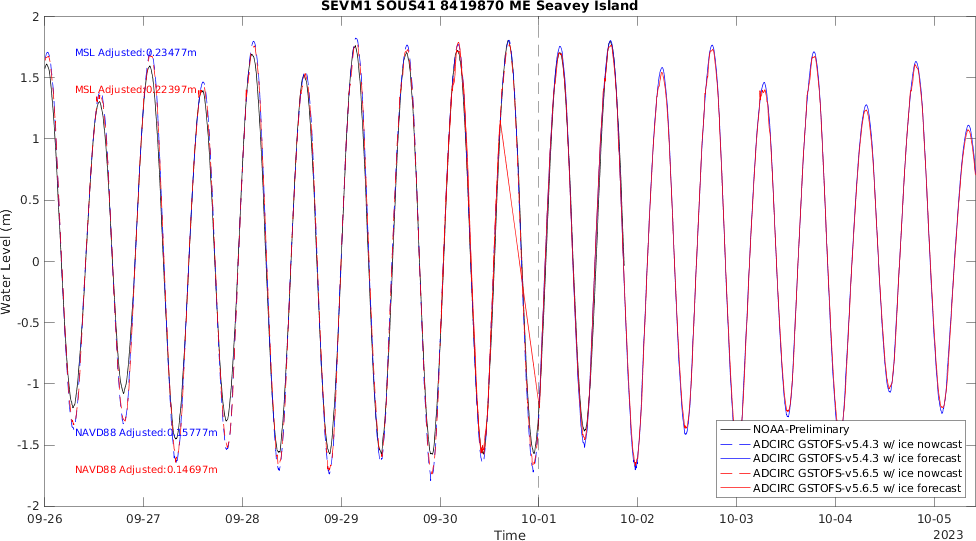 SEVM1 SOUS41 8419870 ME Seavey Island
2
1.5
1
0.5
0
-0.5
-1
-1.5
-2
Water Level (m)
MSL Adjusted:0.23477m
MSL Adjusted:0.22397m
NAVD88 Adjusted:0.15777m
NAVD88 Adjusted:0.14697m
NOAA-Preliminary
ADCIRC GSTOFS-v5.4.3 w/ ice nowcast
ADCIRC GSTOFS-v5.4.3 w/ ice forecast
ADCIRC GSTOFS-v5.6.5 w/ ice nowcast
ADCIRC GSTOFS-v5.6.5 w/ ice forecast
09-26 09-27 09-28 09-29 09-30 10-01 10-02 10-03 10-04 10-05
Time
2023